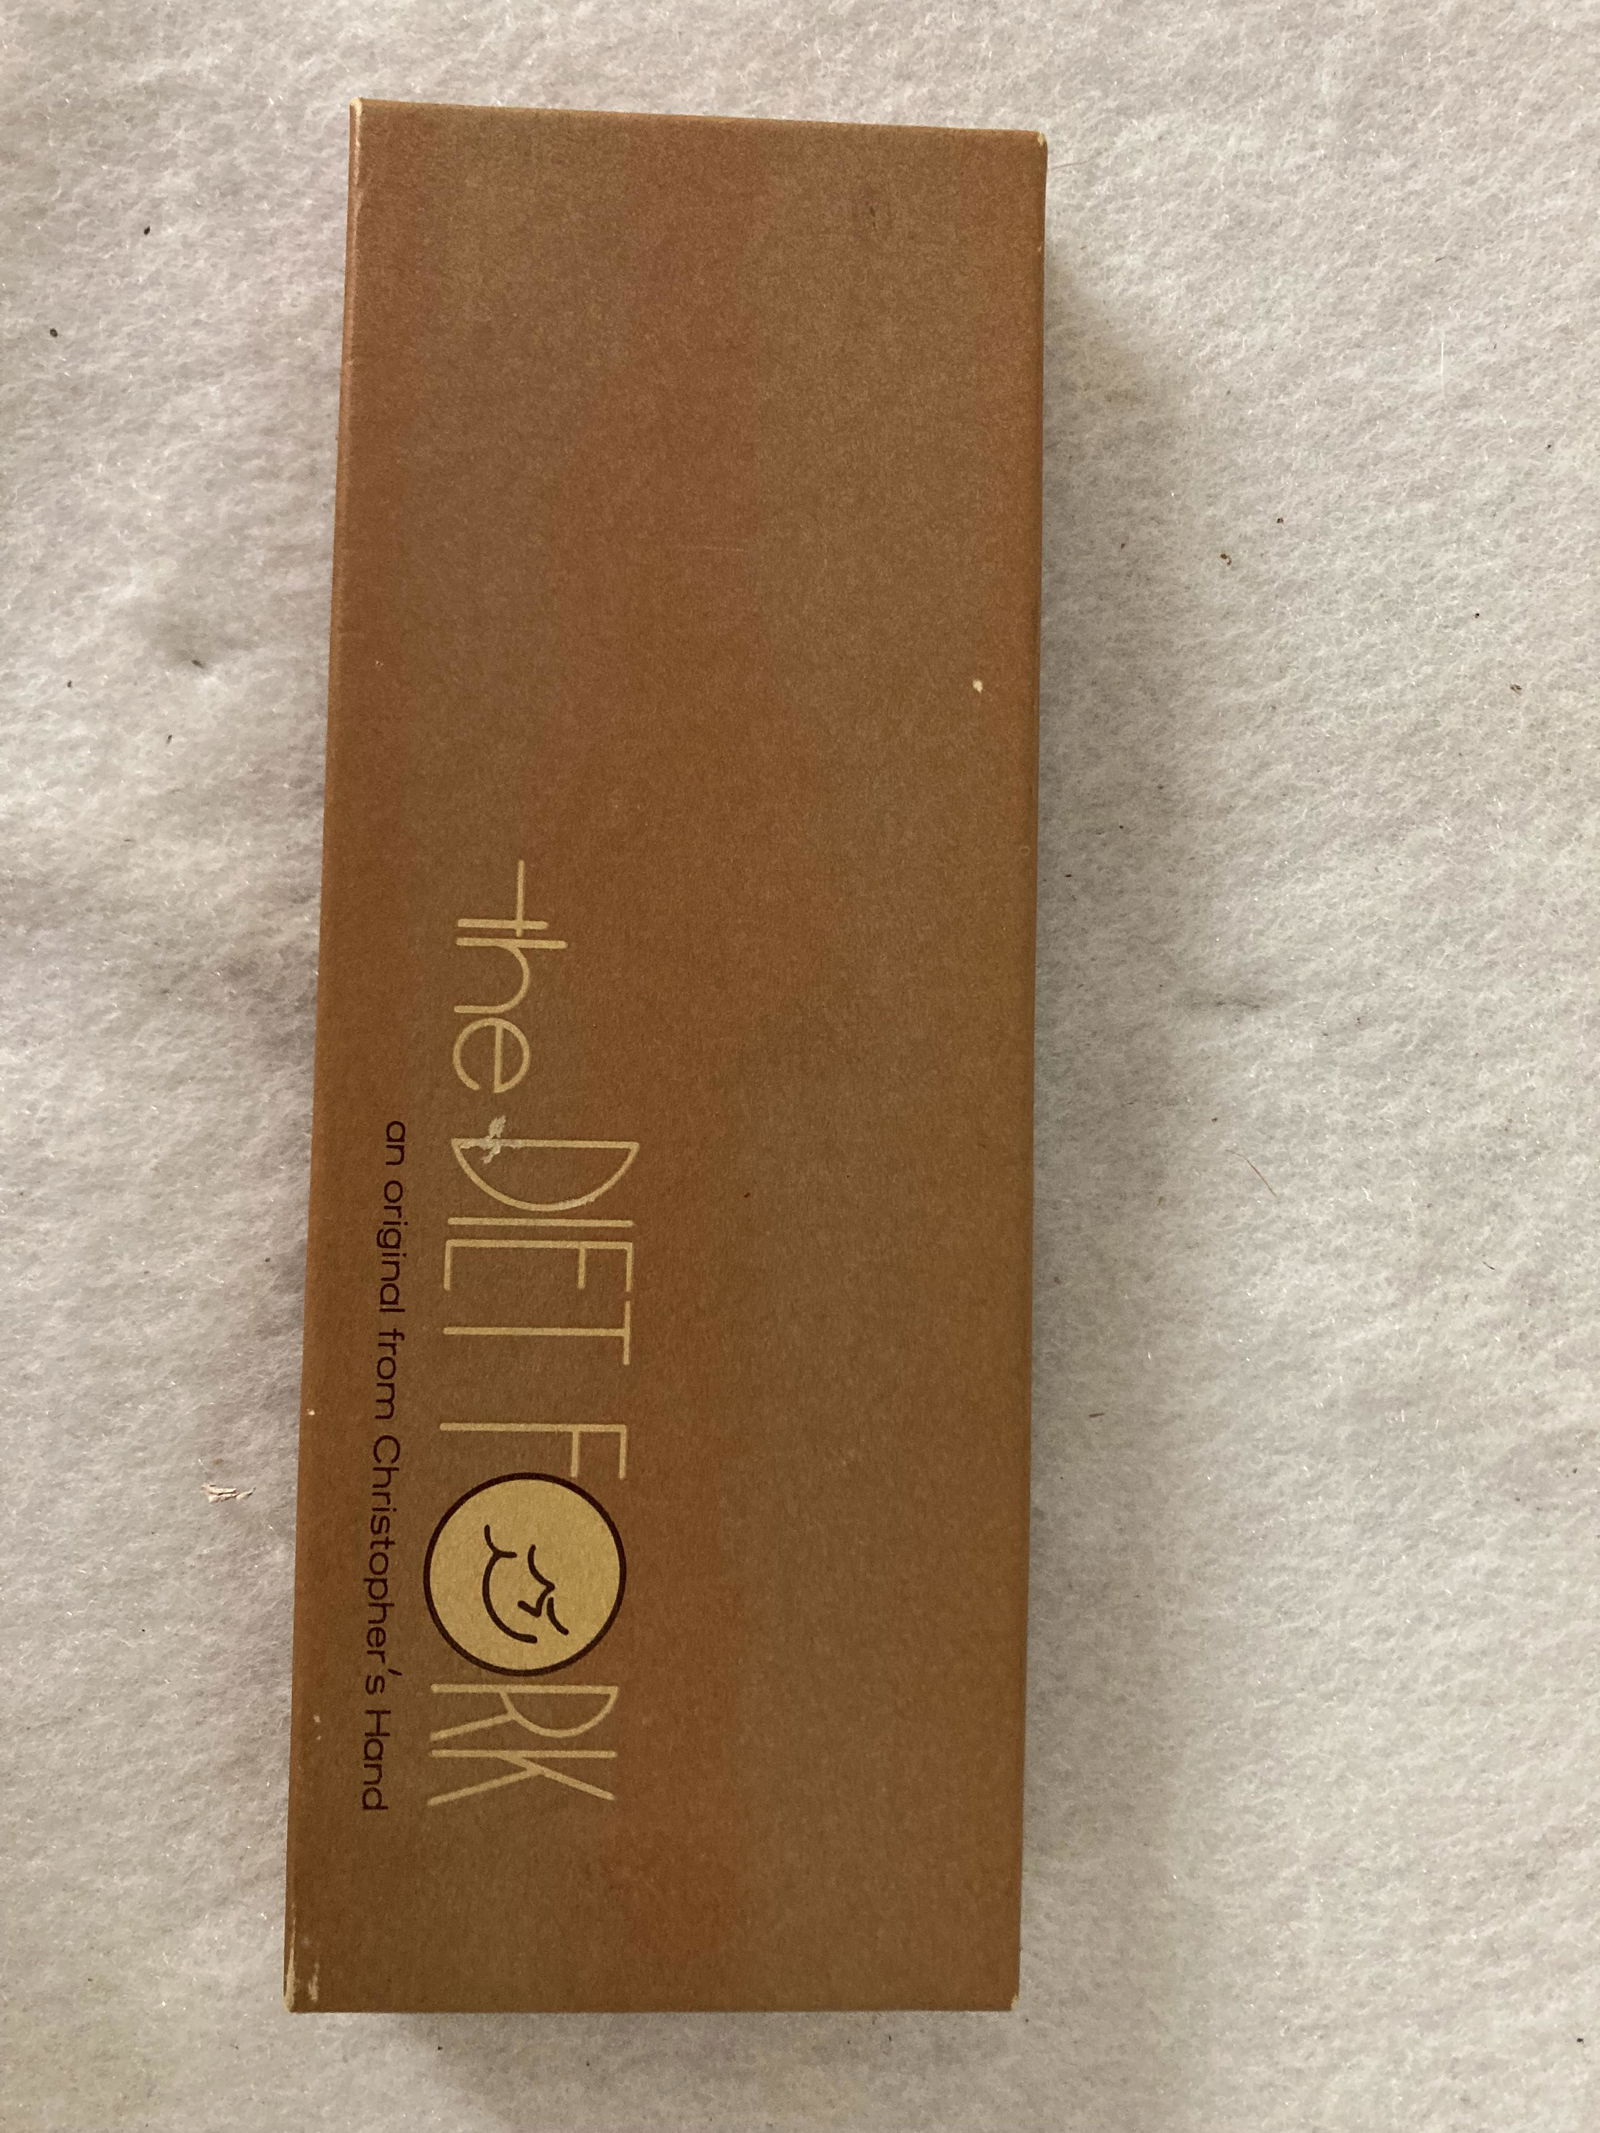 the DIET FORK
an original from Christopher's Hand